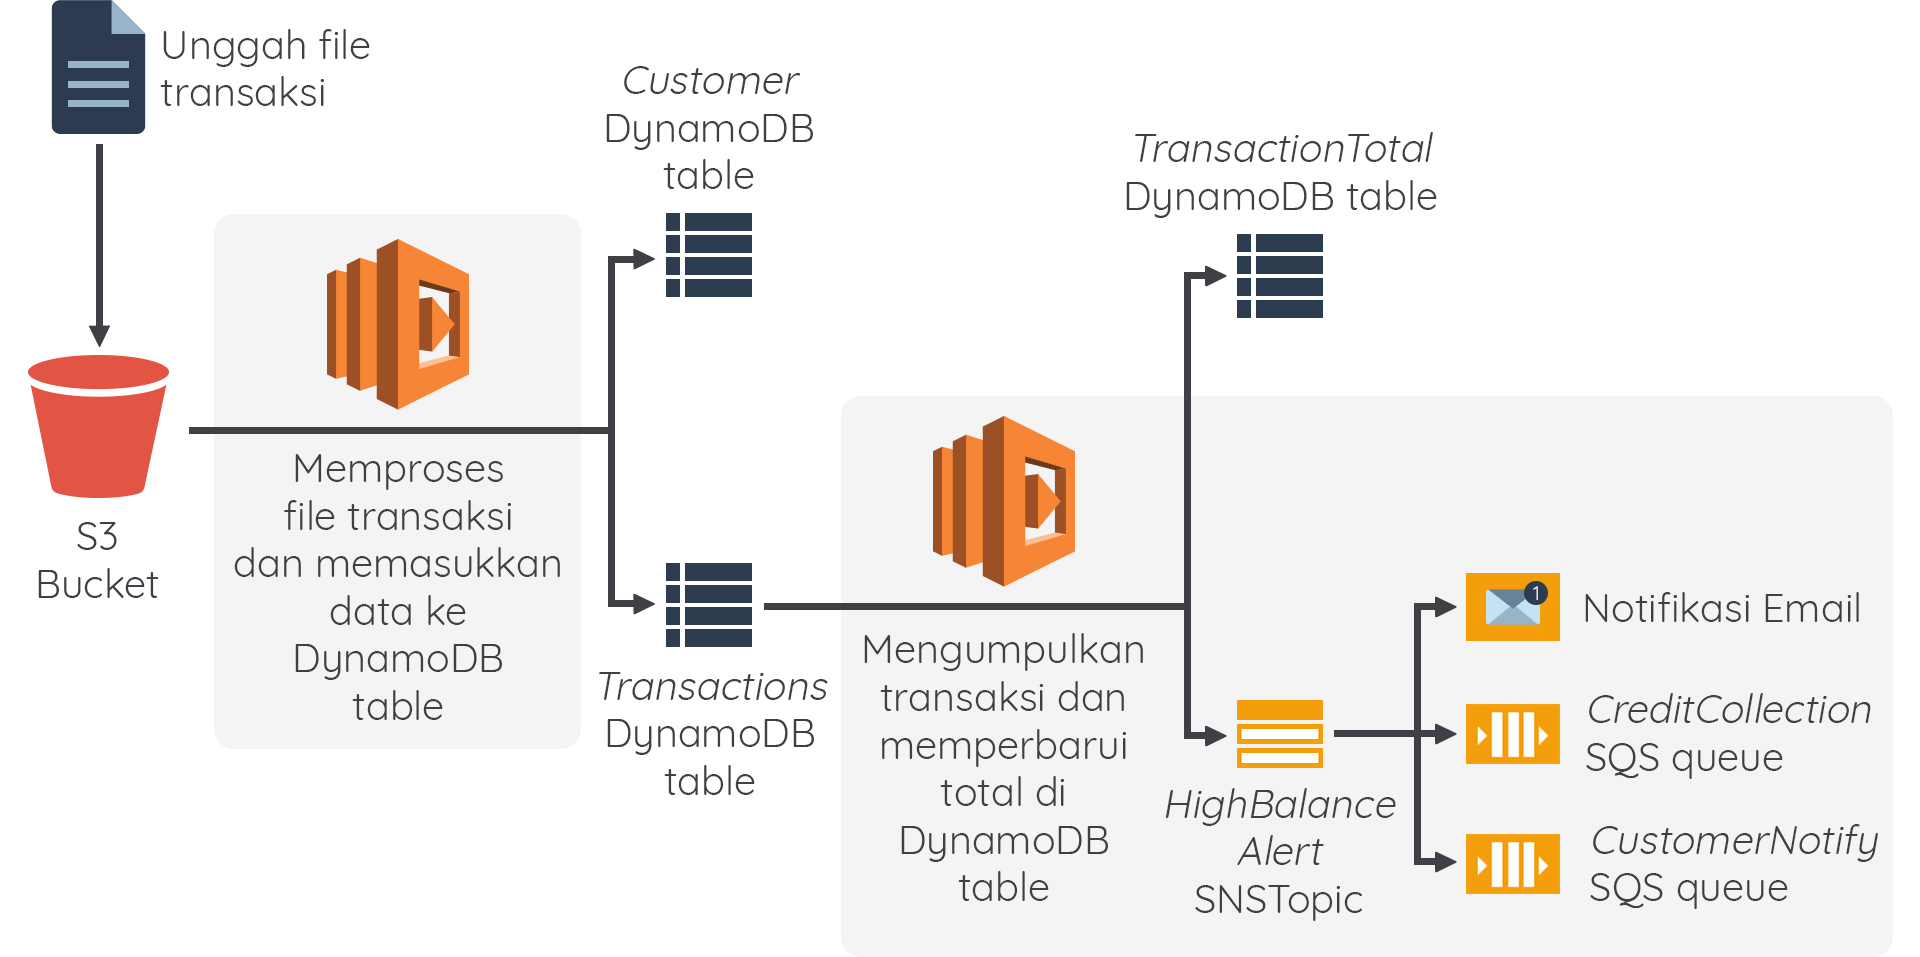 Unggah file
transaksi
S3
Bucket
Memproses
file transaksi
dan memasukkan
data ke
DynamoDB
table
Customer
DynamoDB
table
Transactions
DynamoDB
table
TransactionTotal
DynamoDB table
Mengumpulkan
transaksi dan
memperbarui
total di
DynamoDB
table
HighBalance
Alert
SNSTopic
1
Notifikasi Email
CreditCollection
SQS queue
CustomerNotify
SQS queue